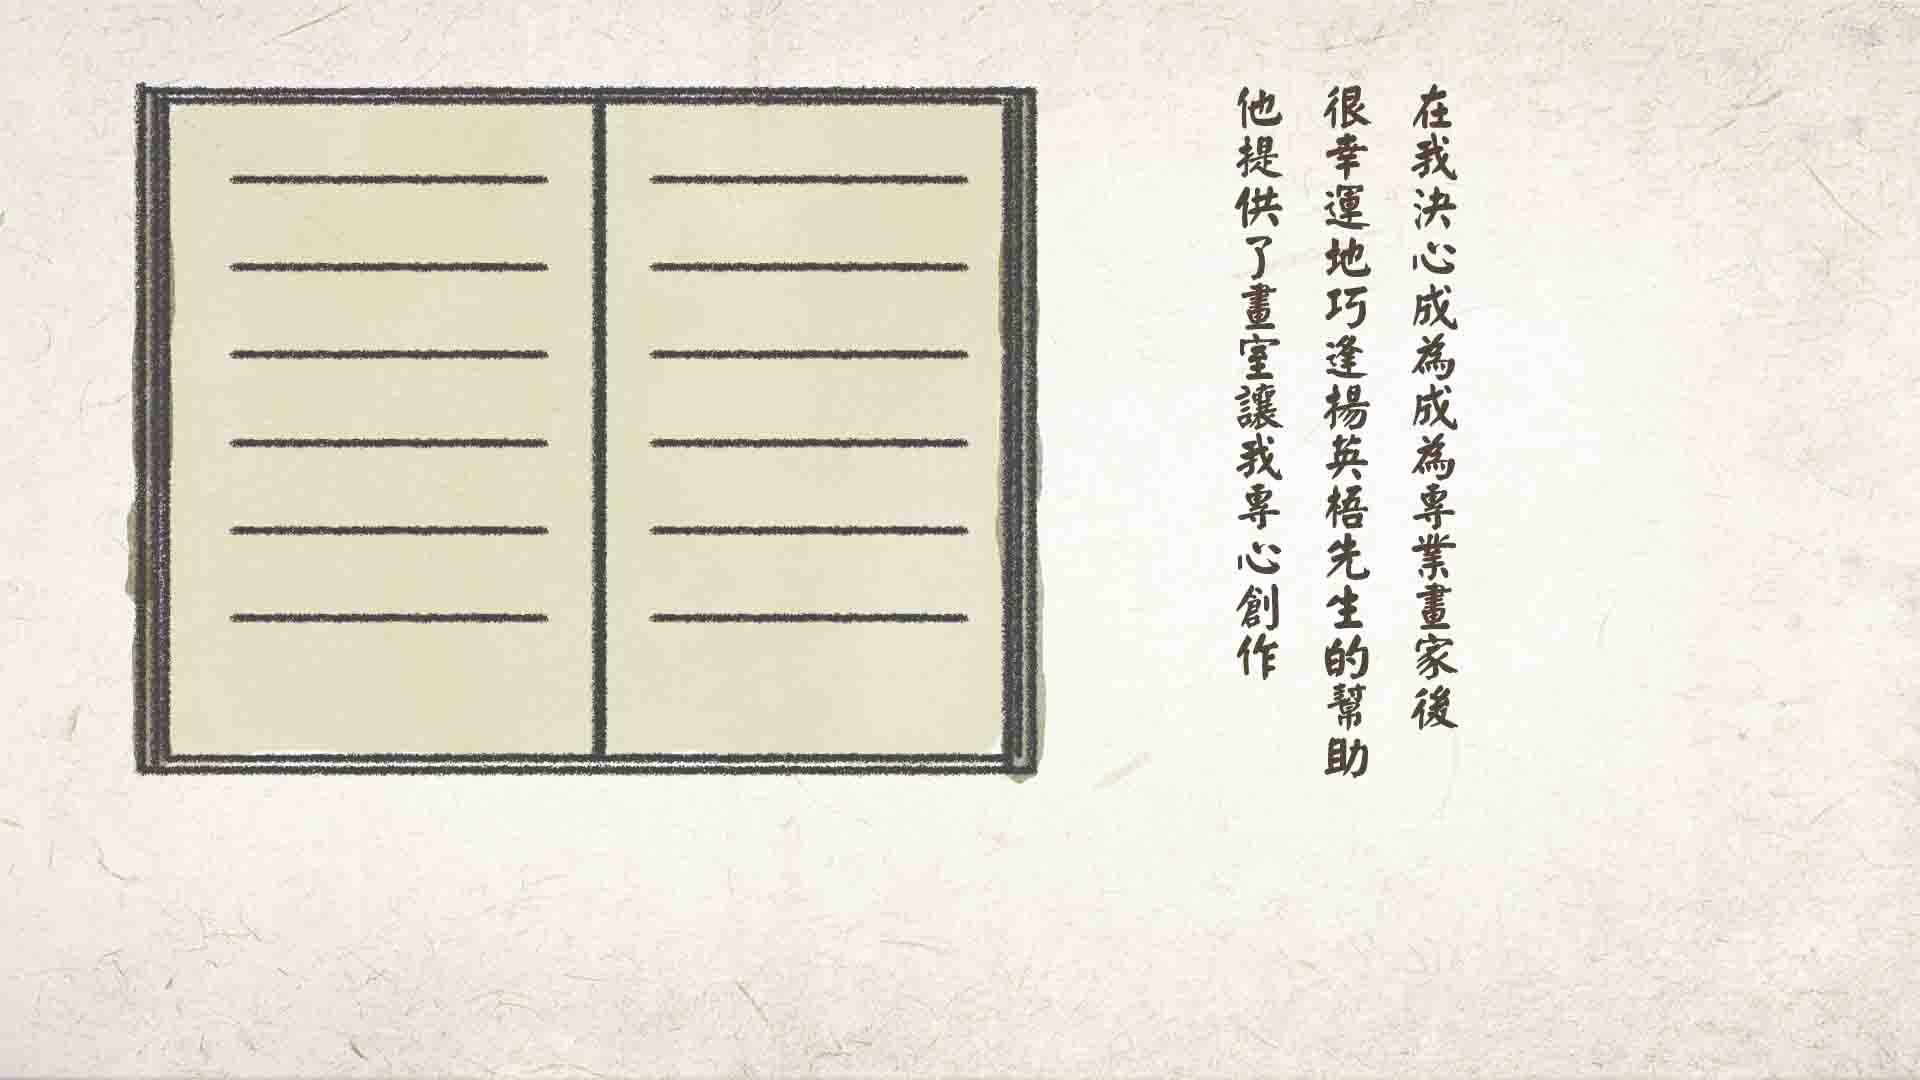 在我決心成為成為專業畫家後
很幸運地巧逢揚英梧先生的幫助
他提供了畫室讓我專心創作